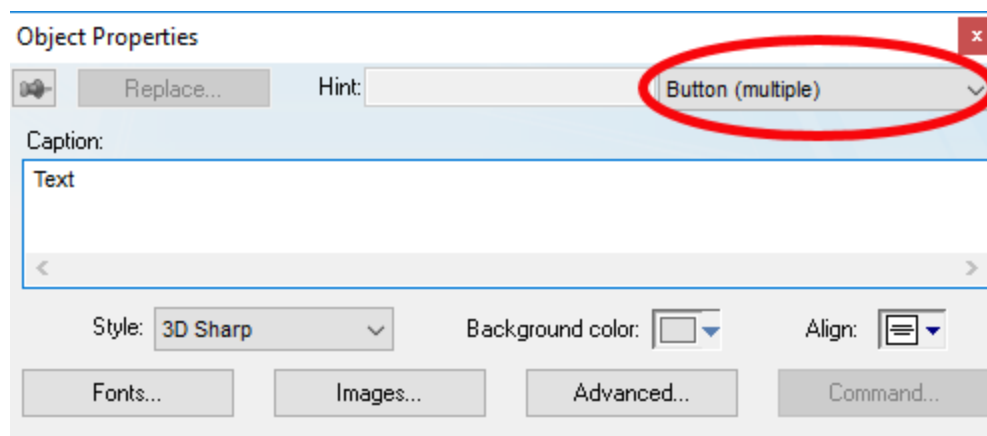 Object Properties
x
Replace... Hint: Button (multiple)
Caption:
Text
Style: 3D Sharp Background color: Align:
Fonts... Images... Advanced... Command...